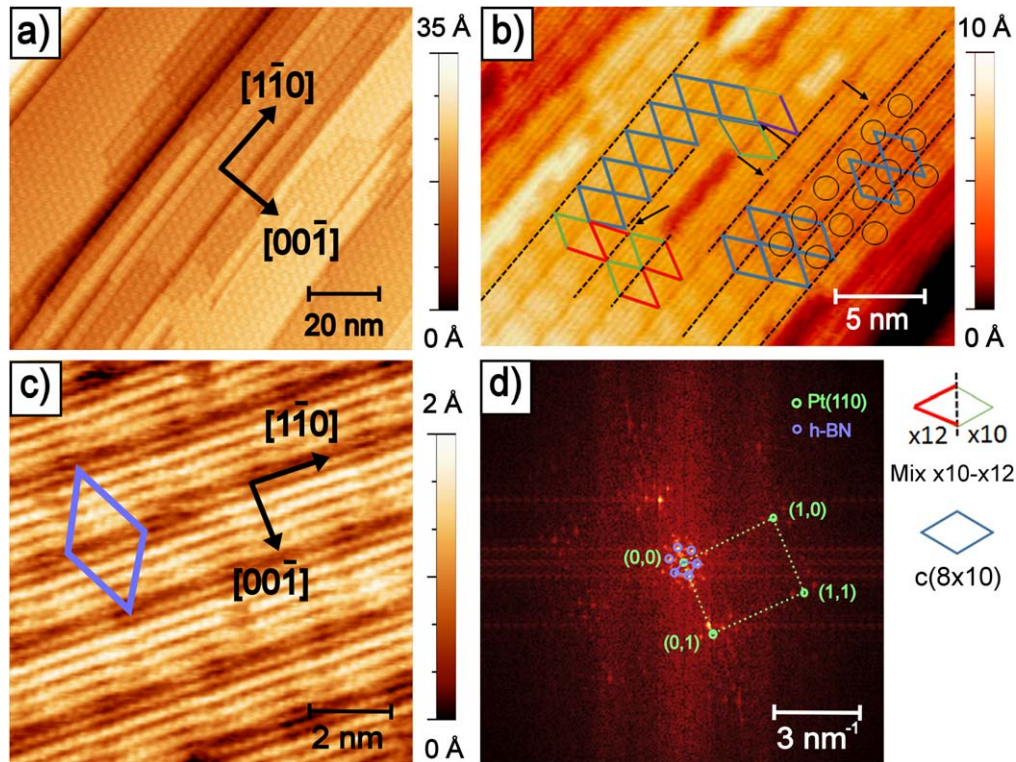 a)
35 Å
[11̄0]
[001̄]
20 nm
0 Å
b)
10 Å
5 nm
0 Å
c)
2 Å
[11̄0]
[001̄]
2 nm
0 Å
d)
Pt(110)
h-BN
(1,0)
(0,0)
(1,1)
(0,1)
3 nm⁻¹
x12 x10
Mix x10-x12
c(8x10)